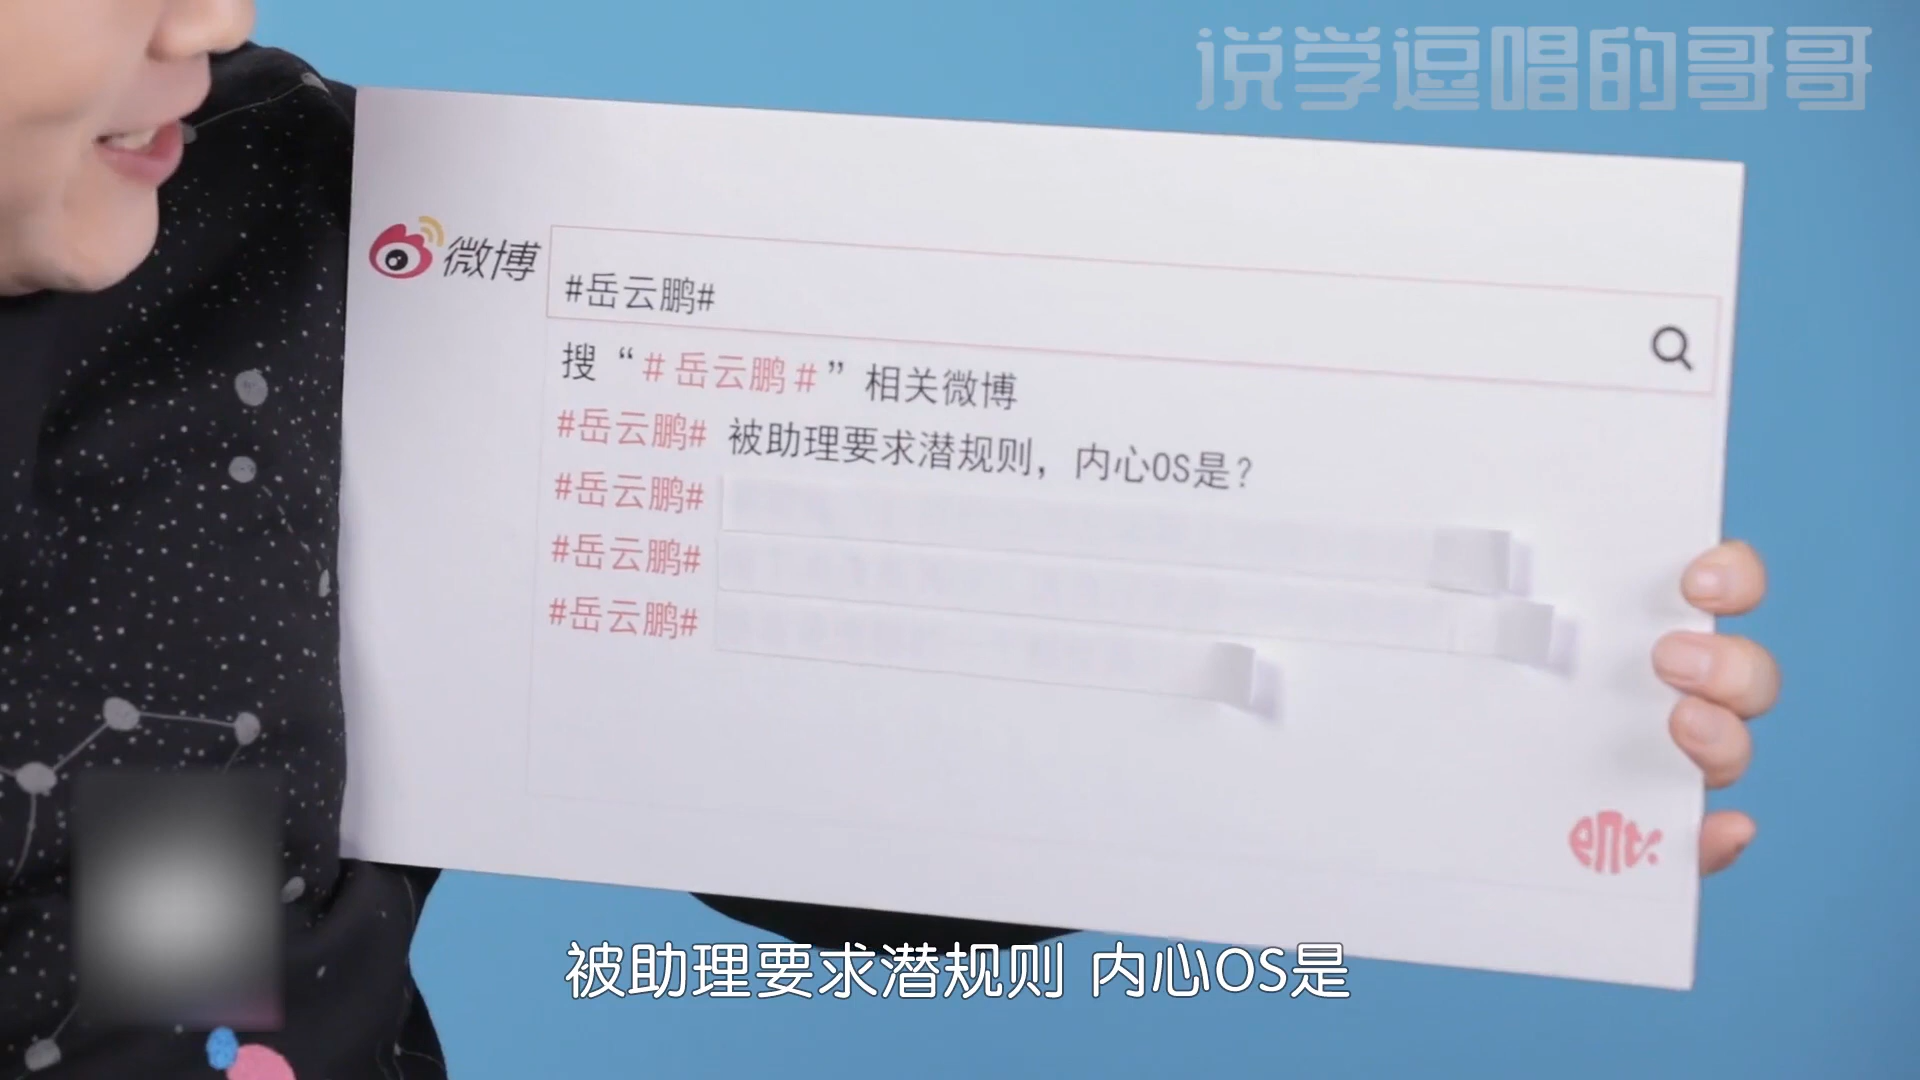 说学逗唱的哥哥
微博
#岳云鹏#
搜“#岳云鹏#”相关微博
#岳云鹏# 被助理要求潜规则，内心OS是？
#岳云鹏#
#岳云鹏#
#岳云鹏#
ent
被助理要求潜规则 内心OS是